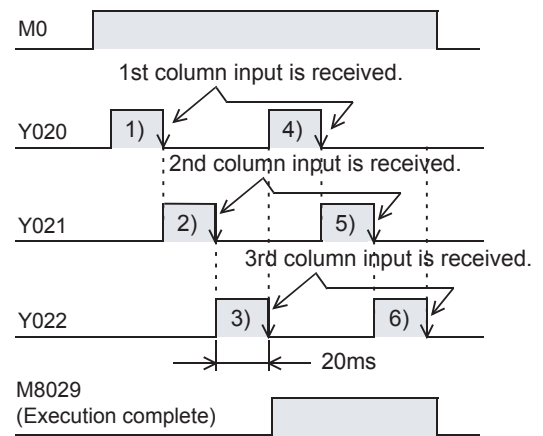 M0
1st column input is received.
Y020
1)
4)
2nd column input is received.
Y021
2)
5)
3rd column input is received.
Y022
3)
6)
20ms
M8029
(Execution complete)